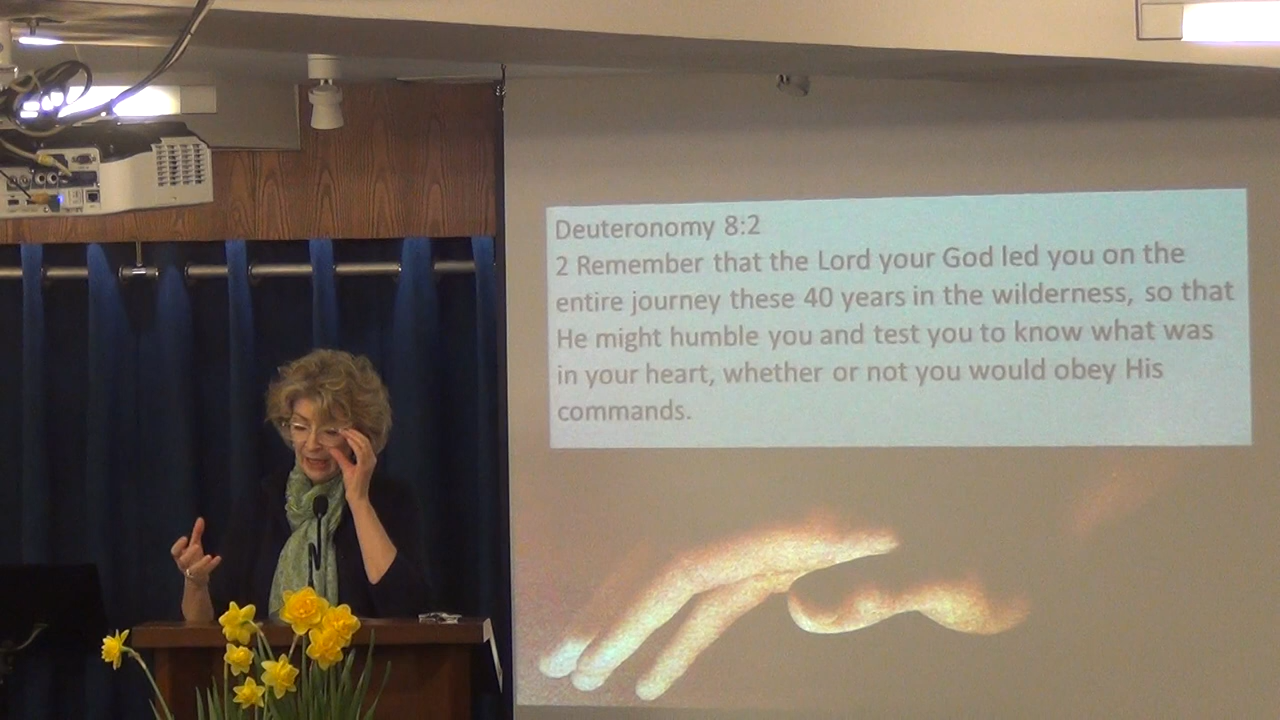 Deuteronomy 8:2
2 Remember that the Lord your God led you on the
entire journey these 40 years in the wilderness, so that
He might humble you and test you to know what was
in your heart, whether or not you would obey His
commands.